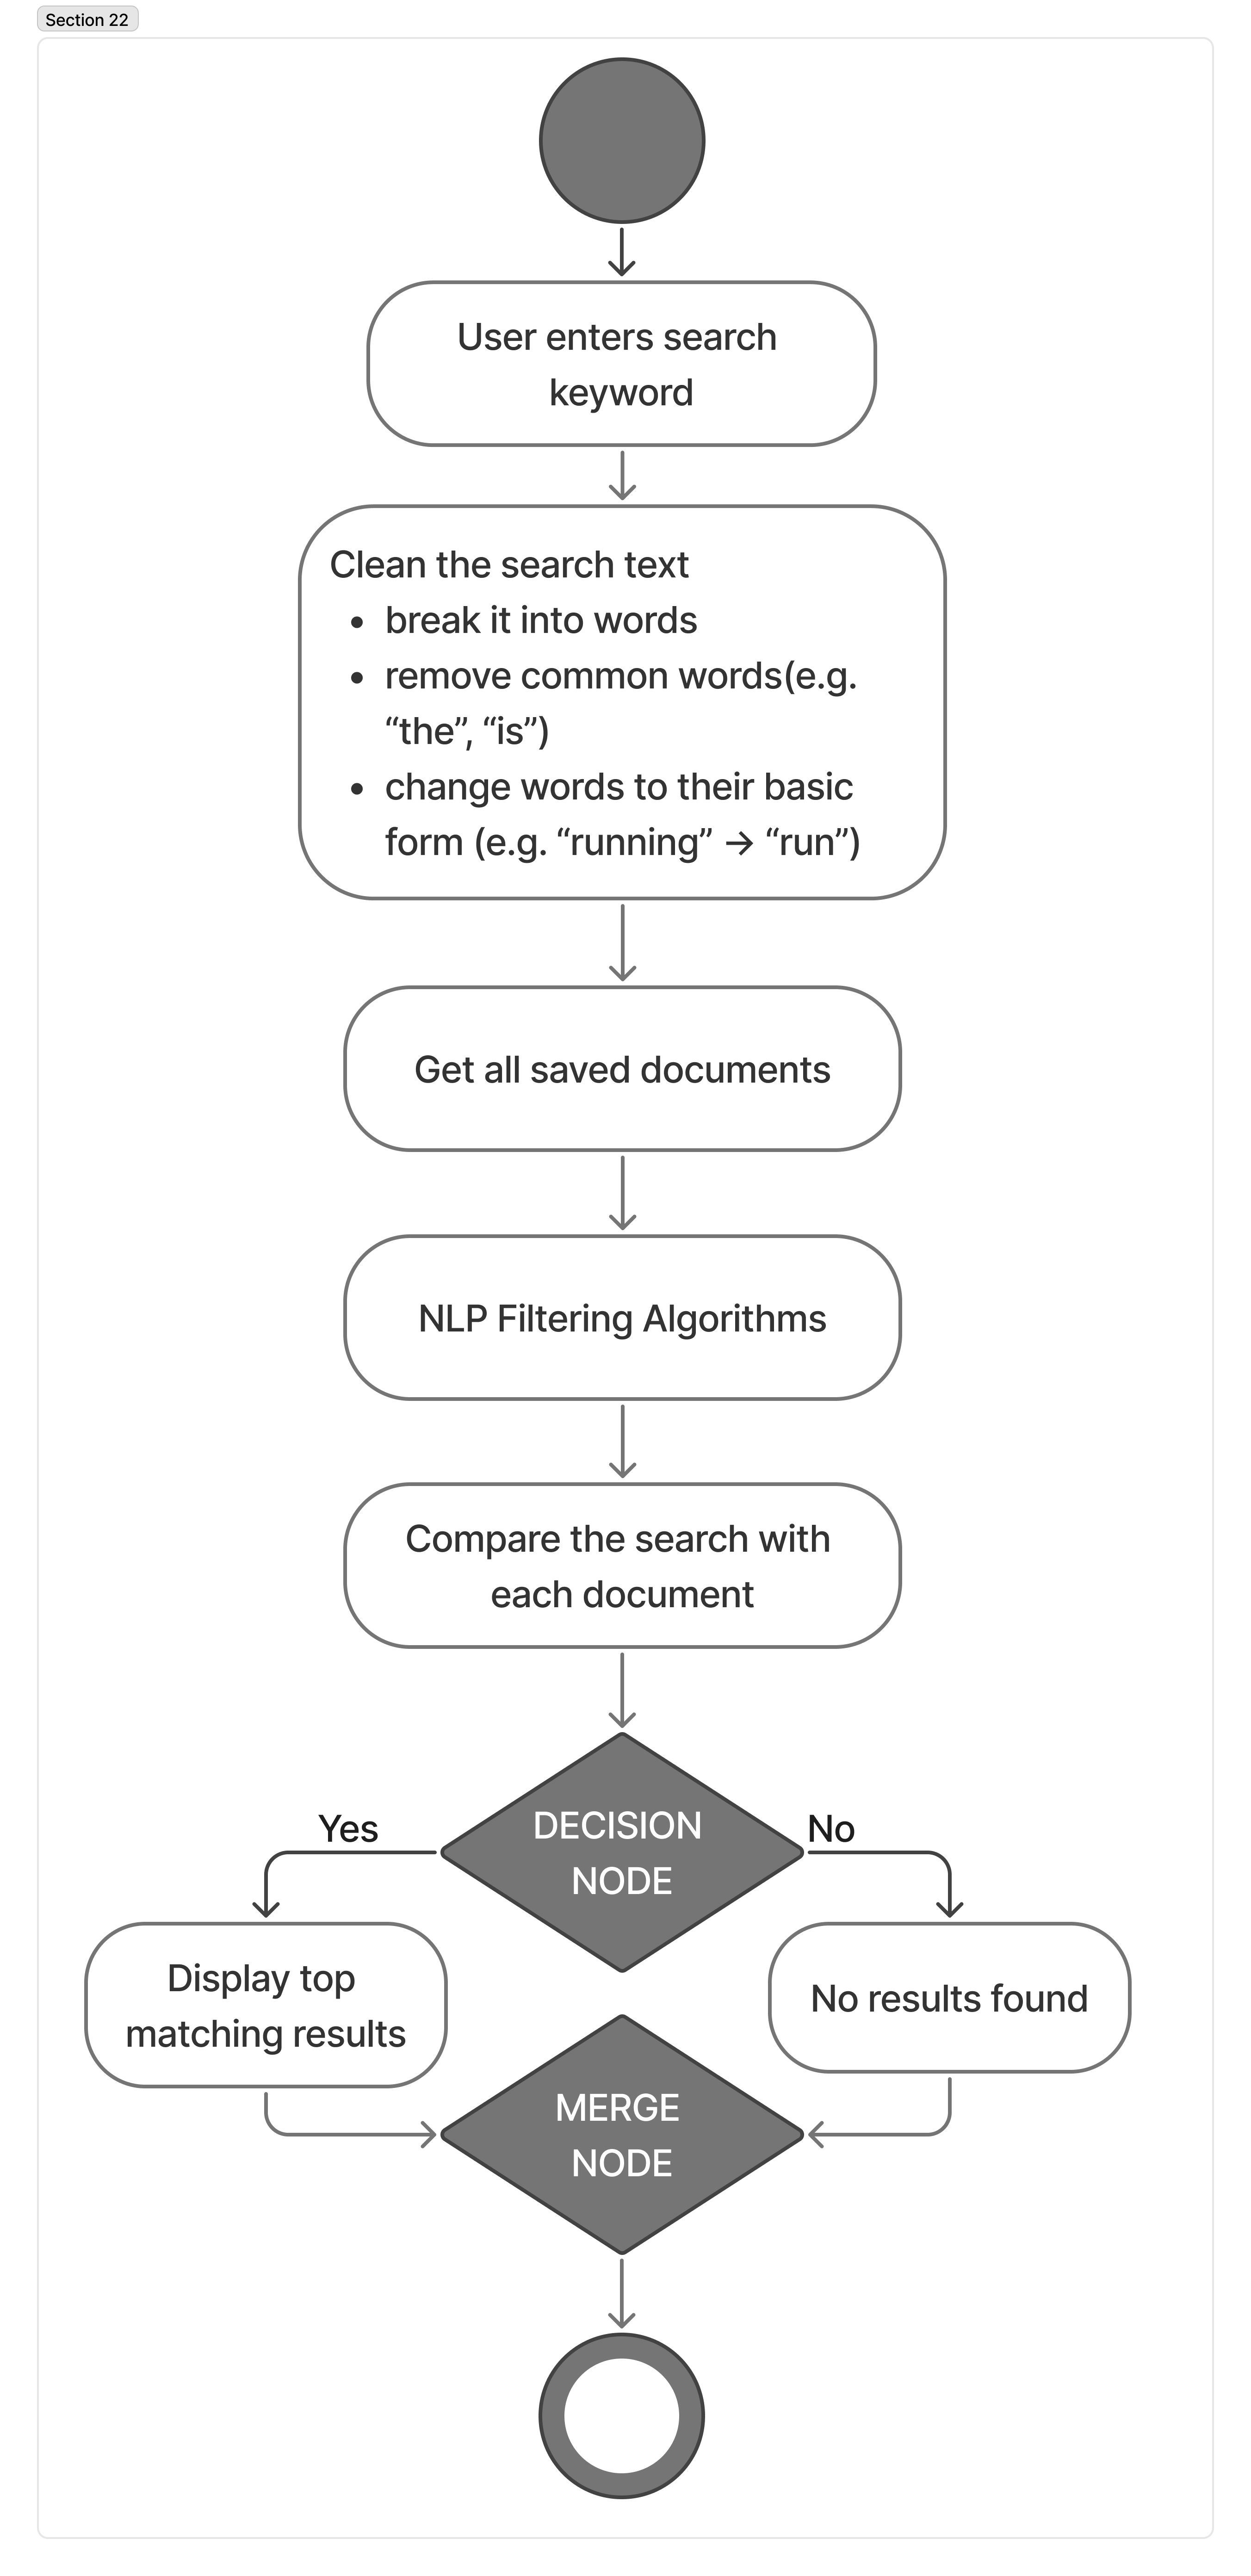 Section 22
User enters search
keyword
Clean the search text
• break it into words
• remove common words(e.g.
“the”, “is”)
• change words to their basic
form (e.g. “running” → “run”)
Get all saved documents
NLP Filtering Algorithms
Compare the search with
each document
DECISION
NODE
Yes
No
Display top
matching results
No results found
MERGE
NODE